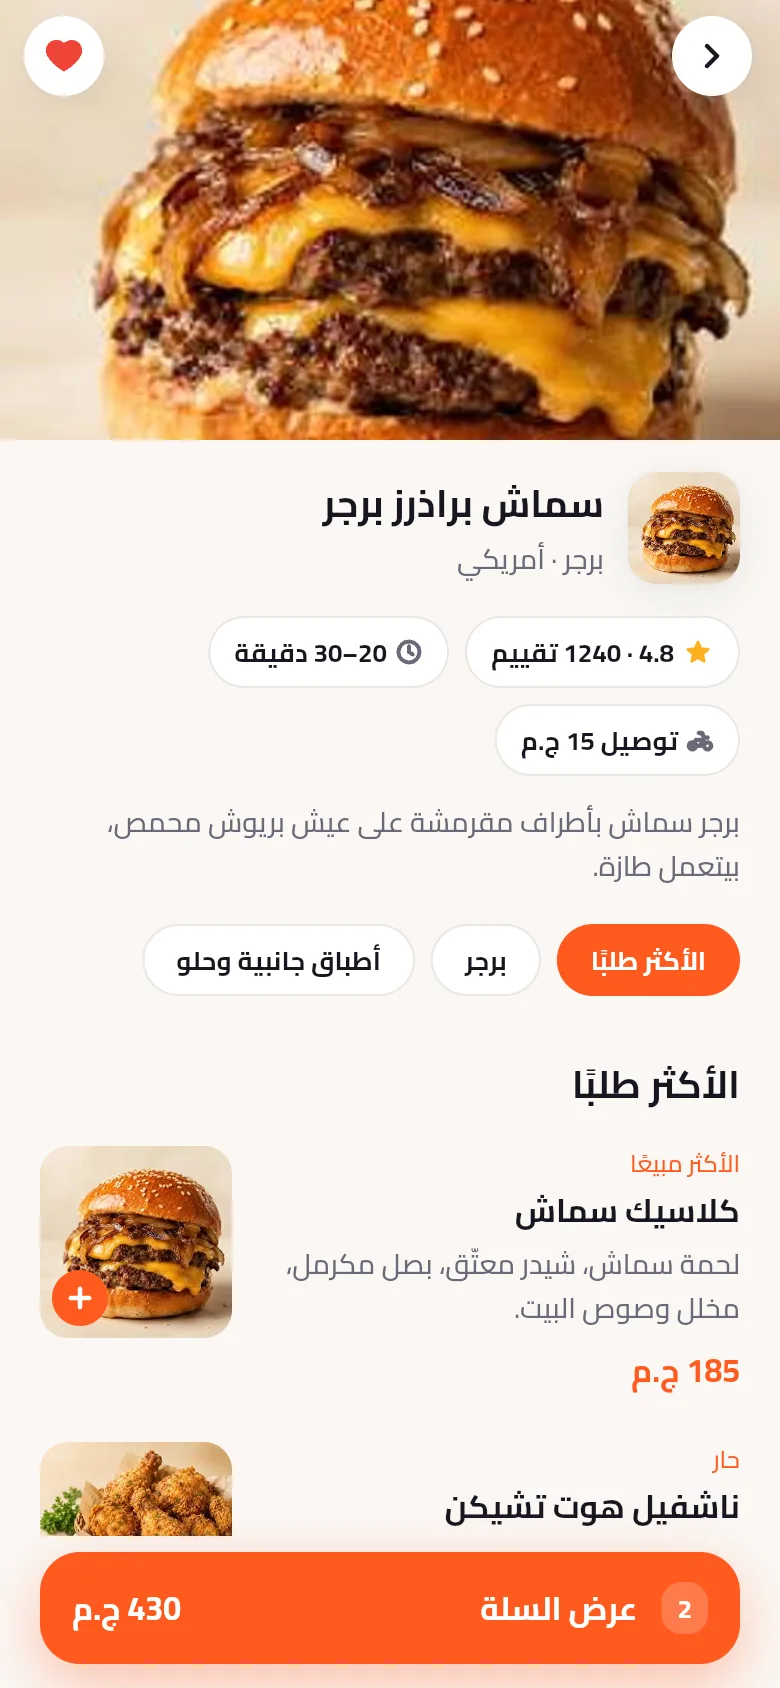 سماش براذرز برجر
برجر · أمريكي
4.8 · 1240 تقييم
20–30 دقيقة
توصيل 15 ج.م
برجر سماش بأطراف مقرمشة على عيش بريوش محمص،
بيتعمل طازة.
الأكثر طلبًا
برجر
أطباق جانبية وحلو
الأكثر طلبًا
الأكثر مبيعًا
كلاسيك سماش
لحمة سماش، شيدر معتّق، بصل مكرمل،
مخلل وصوص البيت.
185 ج.م
حار
ناشفيل هوت تشيكن
2
عرض السلة
430 ج.م